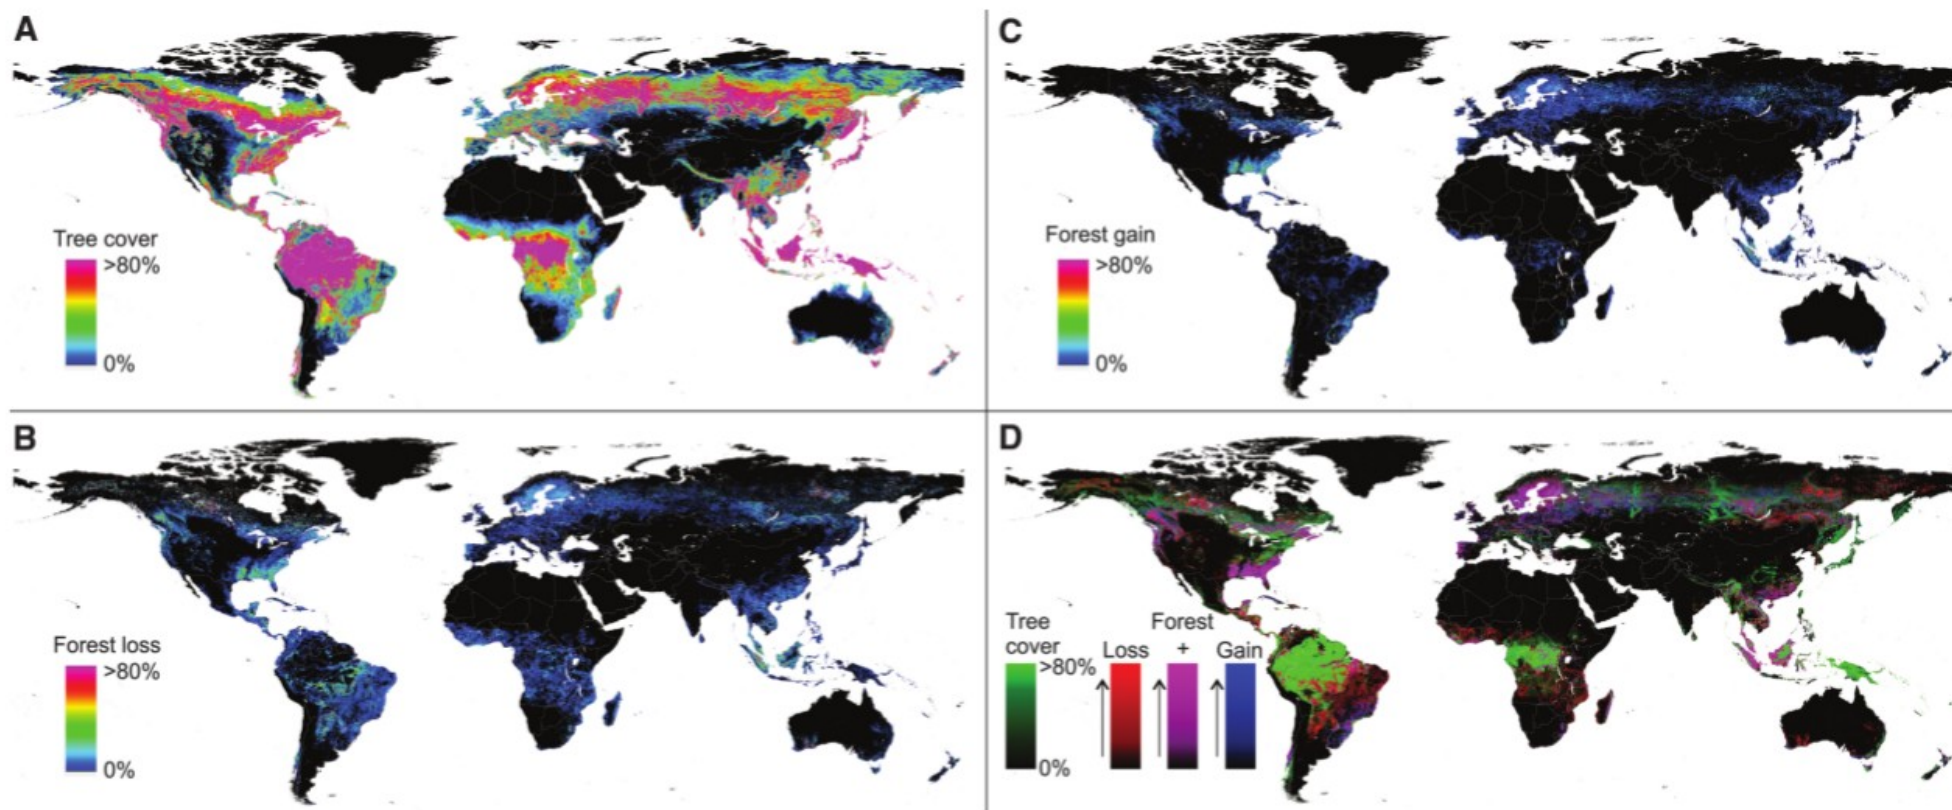 A
Tree cover
>80%
0%
C
Forest gain
>80%
0%
B
Forest loss
>80%
0%
D
Tree
cover
>80%
0%
Forest
Loss + Gain